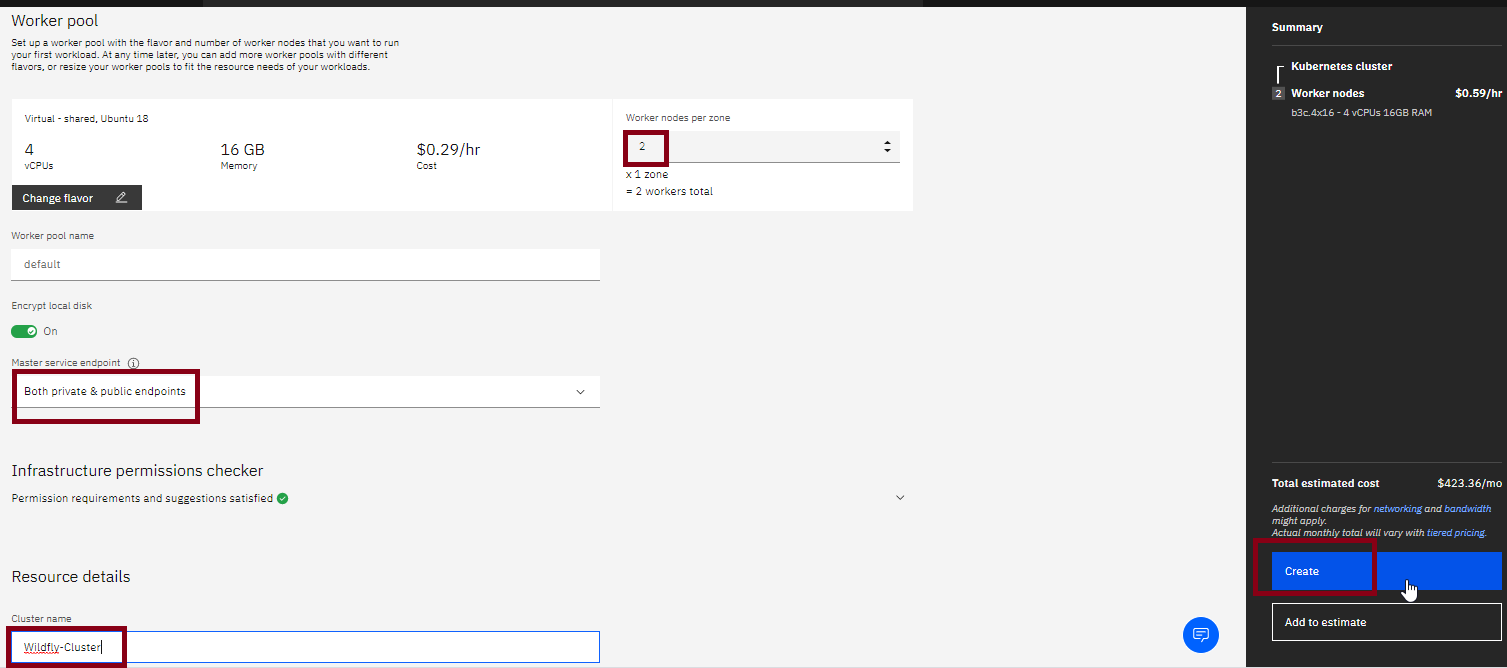 Worker pool
Set up a worker pool with the flavor and number of worker nodes that you want to run
your first workload. At any time later, you can add more worker pools with different
flavors, or resize your worker pools to fit the resource needs of your workloads.
Virtual - shared, Ubuntu 18
4
vCPUs
16 GB
Memory
$0.29/hr
Cost
Change flavor
Worker nodes per zone
2
x 1 zone
= 2 workers total
Worker pool name
default
Encrypt local disk
On
Master service endpoint
Both private & public endpoints
Infrastructure permissions checker
Permission requirements and suggestions satisfied
Resource details
Cluster name
Wildfly-Cluster
Summary
Kubernetes cluster
2 Worker nodes $0.59/hr
b3c.4x16 - 4 vCPUs 16GB RAM
Total estimated cost $423.36/mo
Additional charges for networking and bandwidth
might apply.
Actual monthly total will vary with tiered pricing.
Create
Add to estimate